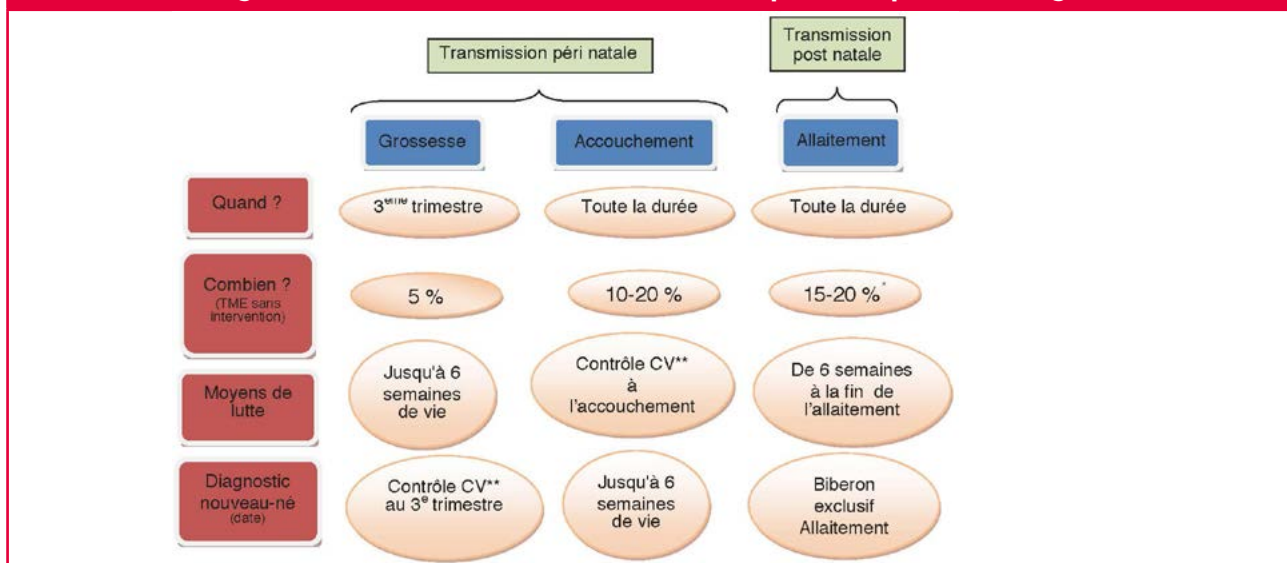 Transmission péri natale
Transmission
post natale
Grossesse
Accouchement
Allaitement
Quand ?
3ème trimestre
Toute la durée
Toute la durée
Combien ?
(TME sans
intervention)
5 %
10-20 %
15-20 %*
Moyens de
lutte
Jusqu'à 6
semaines
de vie
Contrôle CV**
à
l'accouchement
De 6 semaines
à la fin de
l'allaitement
Diagnostic
nouveau-né
(date)
Contrôle CV**
au 3e trimestre
Jusqu'à 6
semaines
de vie
Biberon
exclusif
Allaitement